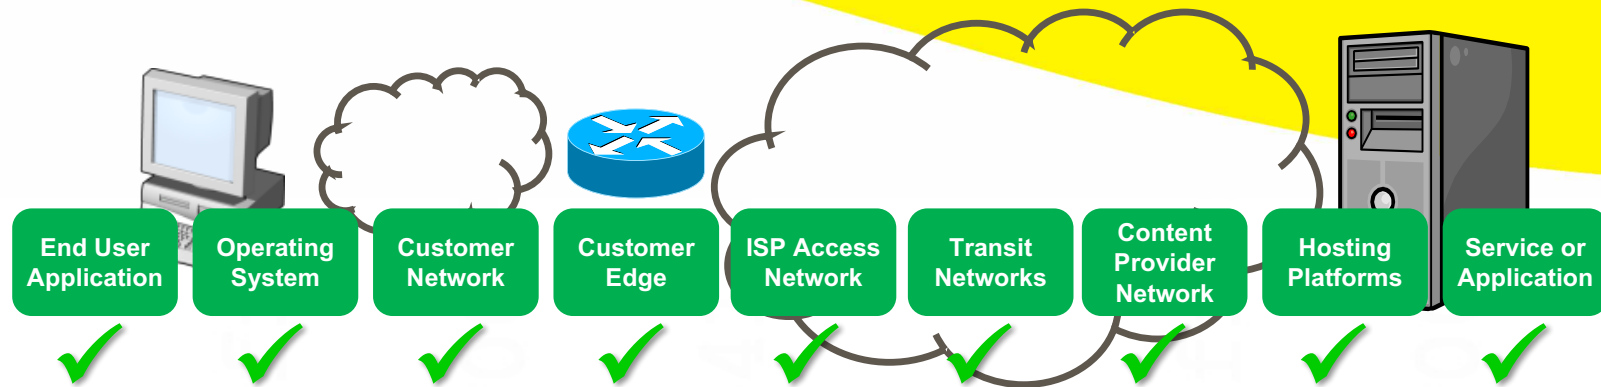 End User
Application
Operating
System
Customer
Network
Customer
Edge
ISP Access
Network
Transit
Networks
Content
Provider
Network
Hosting
Platforms
Service or
Application